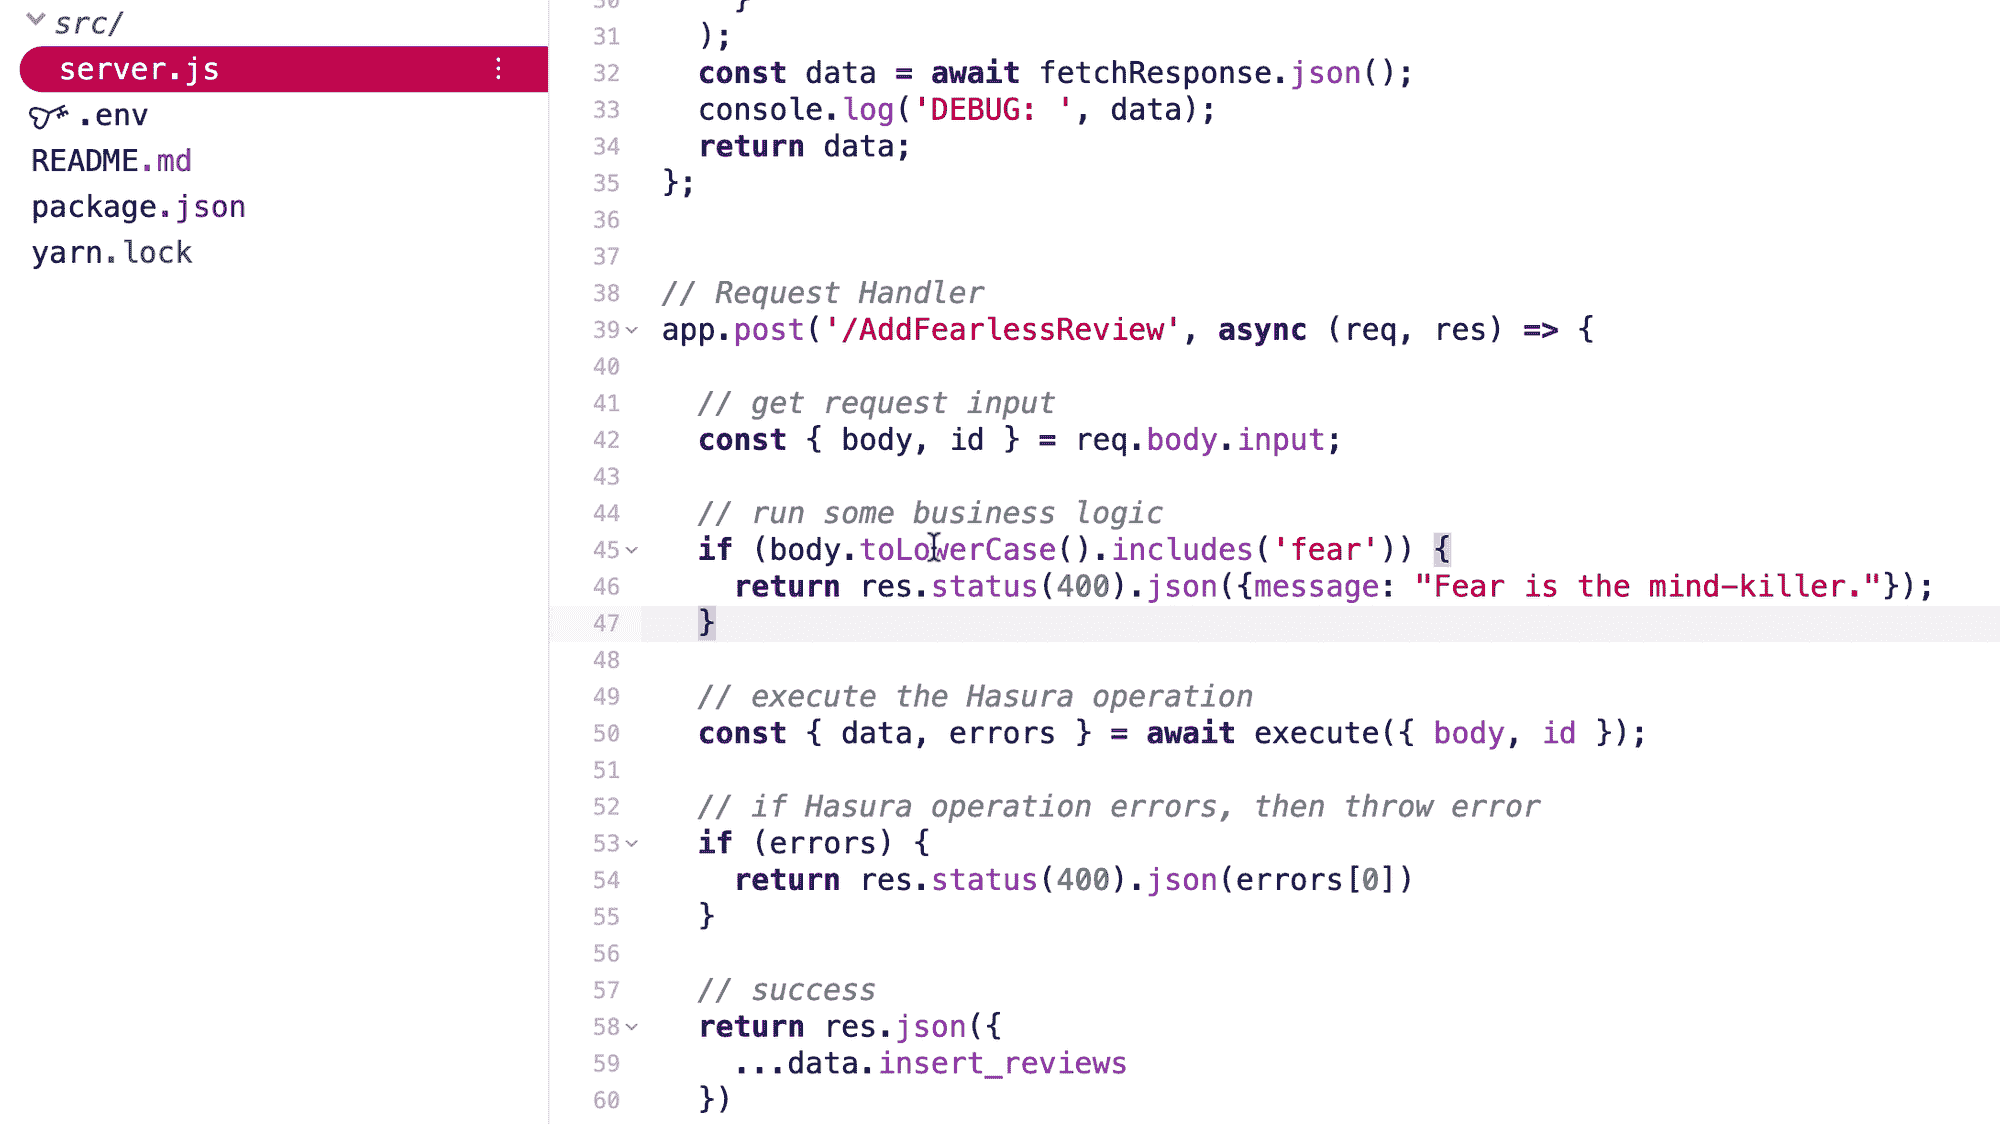 src/
server.js
.env
README.md
package.json
yarn.lock
30 }
31 );
32 const data = await fetchResponse.json();
33 console.log('DEBUG: ', data);
34 return data;
35 };
36
37
38 // Request Handler
39 app.post('/AddFearlessReview', async (req, res) => {
40
41 // get request input
42 const { body, id } = req.body.input;
43
44 // run some business logic
45 if (body.toLowerCase().includes('fear')) {
46 return res.status(400).json({message: "Fear is the mind-killer."});
47 }
48
49 // execute the Hasura operation
50 const { data, errors } = await execute({ body, id });
51
52 // if Hasura operation errors, then throw error
53 if (errors) {
54 return res.status(400).json(errors[0])
55 }
56
57 // success
58 return res.json({
59 ...data.insert_reviews
60 })